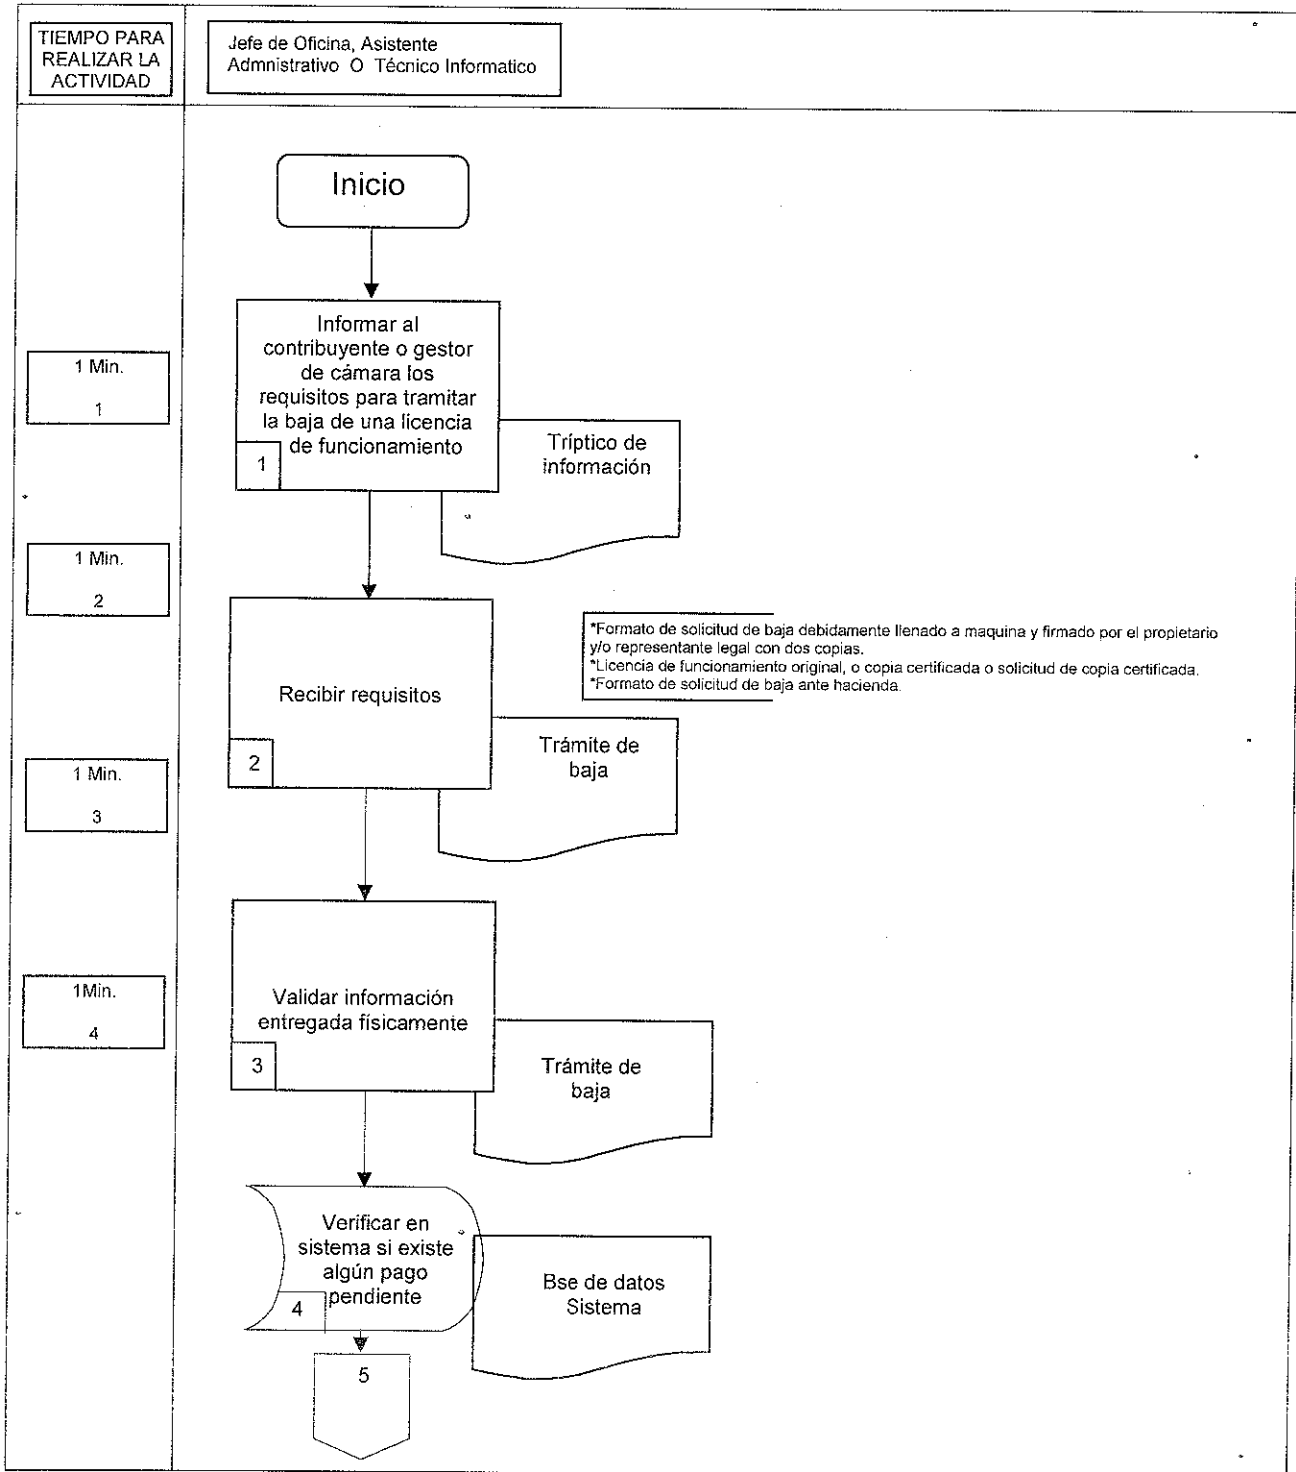 TIEMPO PARA
REALIZAR LA
ACTIVIDAD
Jefe de Oficina, Asistente
Admnistrativo O Técnico Informatico
Inicio
1 Min.
1
Informar al
contribuyente o gestor
de cámara los
requisitos para tramitar
la baja de una licencia
de funcionamiento
1
Tríptico de
información
1 Min.
2
Recibir requisitos
2
*Formato de solicitud de baja debidamente llenado a maquina y firmado por el propietario
y/o representante legal con dos copias.
*Licencia de funcionamiento original, o copia certificada o solicitud de copia certificada.
*Formato de solicitud de baja ante hacienda.
Trámite de
baja
1 Min.
3
Validar información
entregada físicamente
3
Trámite de
baja
1Min.
4
Verificar en
sistema si existe
algún pago
pendiente
4
Bse de datos
Sistema
5